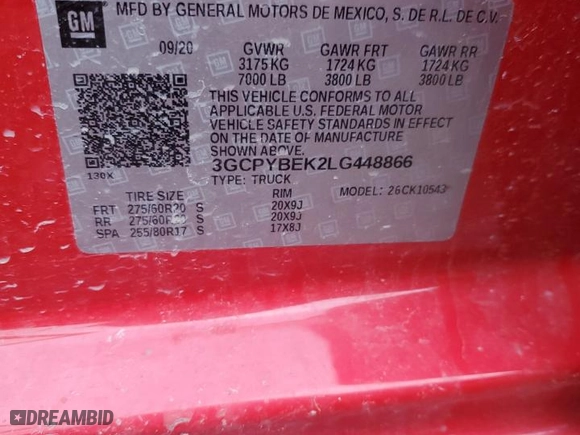 GM
MFD BY GENERAL MOTORS DE MEXICO, S. DE R.L. DE C.V.
09/20 GVWR GAWR FRT GAWR RR
3175 KG 1724 KG 1724 KG
7000 LB 3800 LB 3800 LB
THIS VEHICLE CONFORMS TO ALL
APPLICABLE U.S. FEDERAL MOTOR
VEHICLE SAFETY STANDARDS IN EFFECT
ON THE DATE OF MANUFACTURE
SHOWN ABOVE.
3GCPYBEK2LG448866
130X TYPE: TRUCK MODEL: 26CK10543
TIRE SIZE RIM
FRT 275/60R20 S 20X9J
RR 275/60R20 S 20X9J
SPA 265/80R17 S 17X8J
DREAMBID